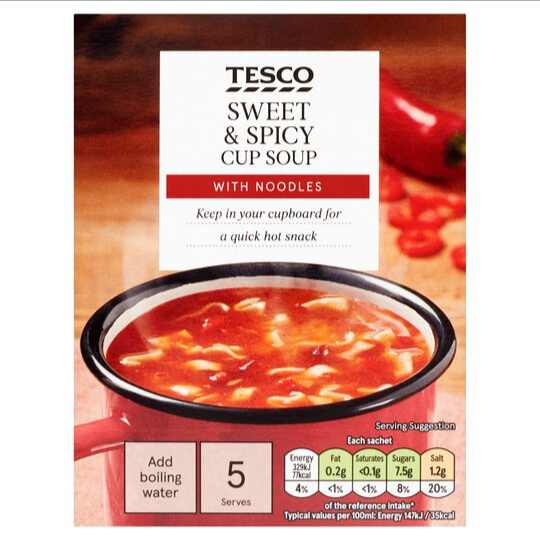 TESCO
SWEET
& SPICY
CUP SOUP
WITH NOODLES
Keep in your cupboard for
a quick hot snack
Serving Suggestion
Each sachet
Add
boiling
water
5
Serves
Energy Fat Saturates Sugars Salt
329kJ
77kcal
0.2g <0.1g 7.5g 1.2g
4% <1% <1% 8% 20%
of the reference intake*
Typical values per 100ml: Energy 147kJ / 35kcal